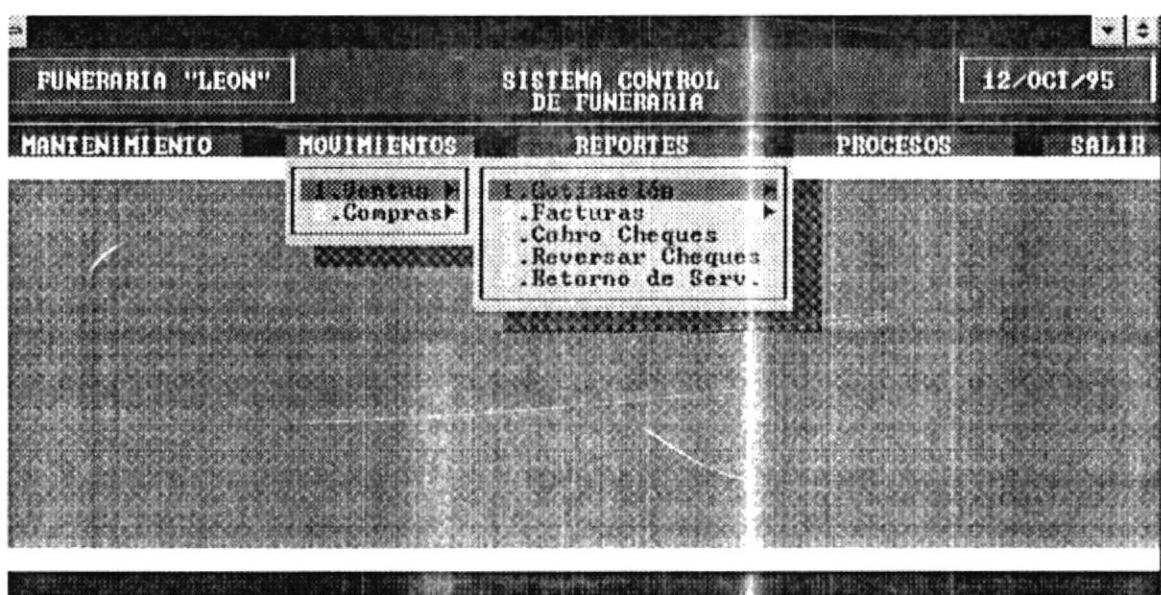 FUNERARIA "LEON"
SISTEMA CONTROL
DE FUNERARIA
12/OCT/95
MANTENIMIENTO MOVIMIENTOS REPORTES PROCESOS SALIR
1.Ventas
.Compras
1.Cotización
.Facturas
.Cobro Cheques
.Reversar Cheques
.Retorno de Serv.